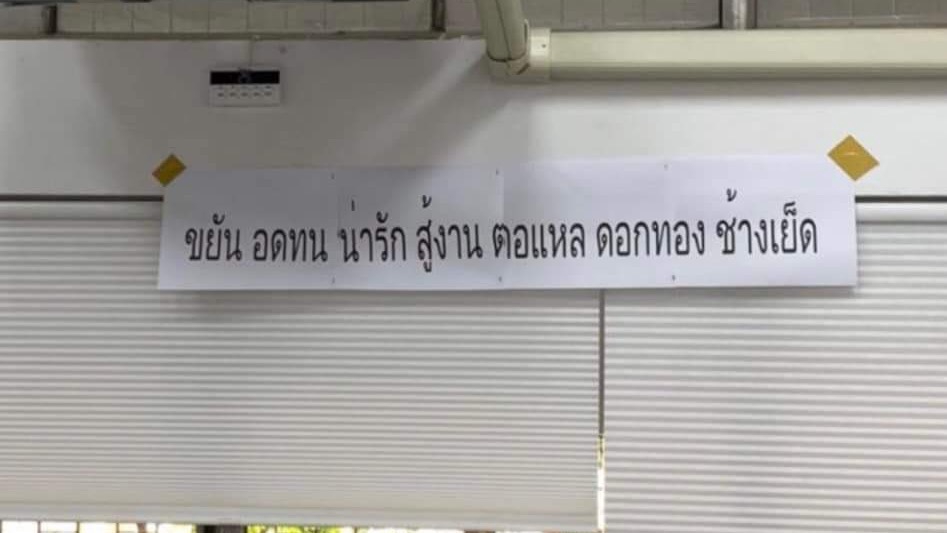 ขยัน อดทน น่ารัก สู้งาน ตอแหล ดอกทอง ช้างเย็ด